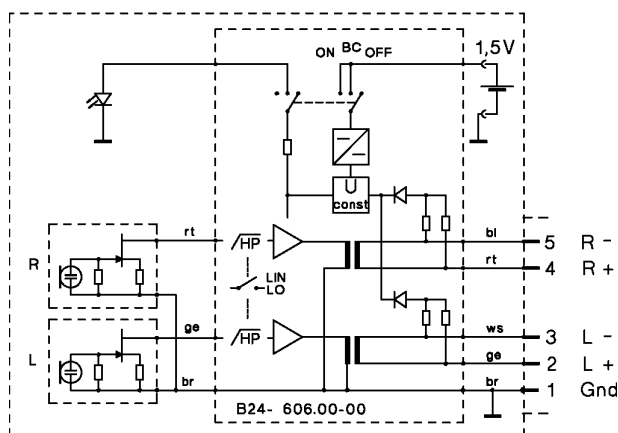 ON BC OFF
1,5V
U
const
rt
HP
bl
5 R -
R
LIN
LO
rt
4 R +
ge
HP
ws
3 L -
L
ge
2 L +
br
br
1 Gnd
B24- 606.00-00